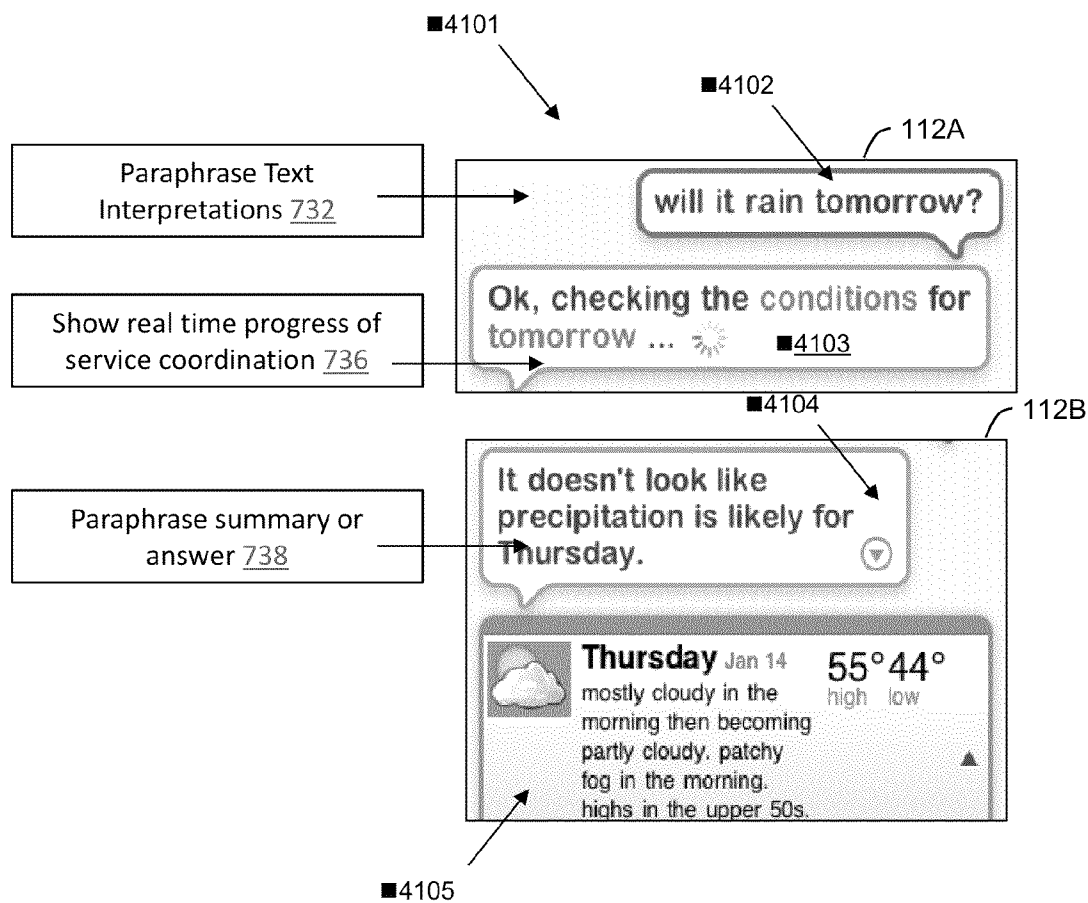 ■4101
■4102
112A
Paraphrase Text
Interpretations 732
will it rain tomorrow?
Show real time progress of
service coordination 736
Ok, checking the conditions for
tomorrow ...
■4103
■4104
112B
Paraphrase summary or
answer 738
It doesn't look like
precipitation is likely for
Thursday.
Thursday Jan 14
55° 44°
high low
mostly cloudy in the
morning then becoming
partly cloudy. patchy
fog in the morning.
highs in the upper 50s.
■4105